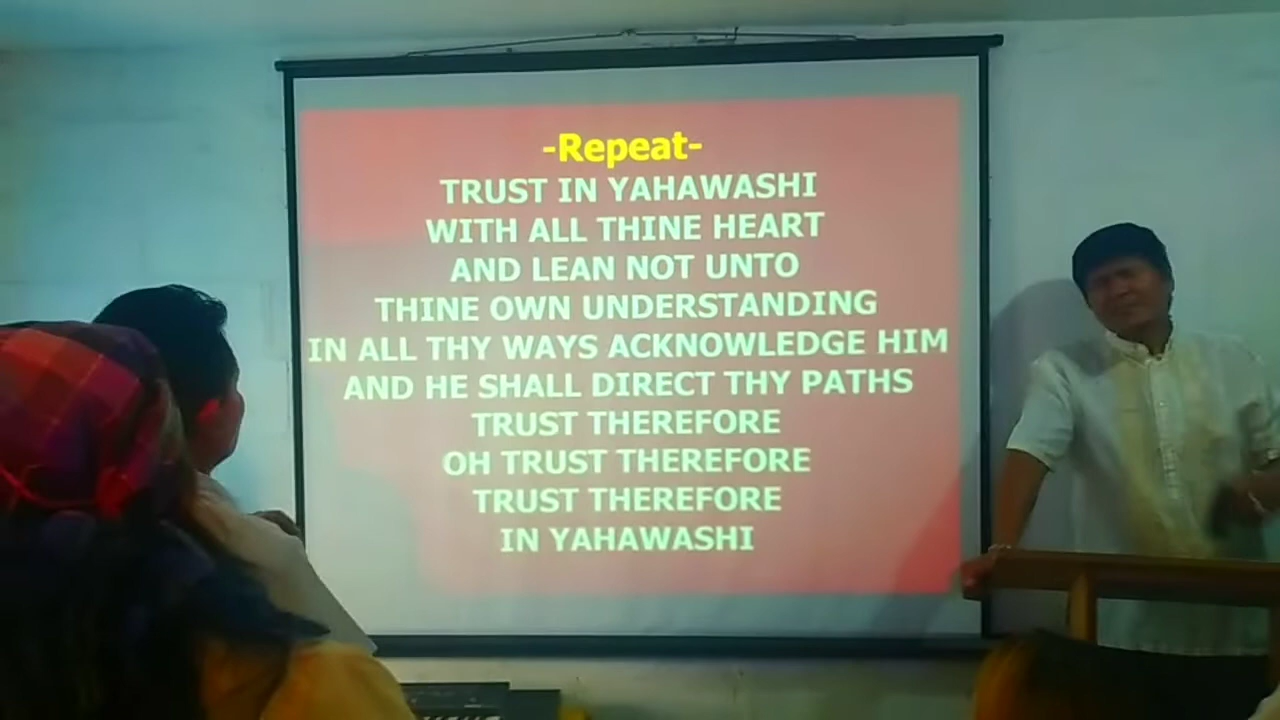 -Repeat-
TRUST IN YAHAWASHI
WITH ALL THINE HEART
AND LEAN NOT UNTO
THINE OWN UNDERSTANDING
IN ALL THY WAYS ACKNOWLEDGE HIM
AND HE SHALL DIRECT THY PATHS
TRUST THEREFORE
OH TRUST THEREFORE
TRUST THEREFORE
IN YAHAWASHI